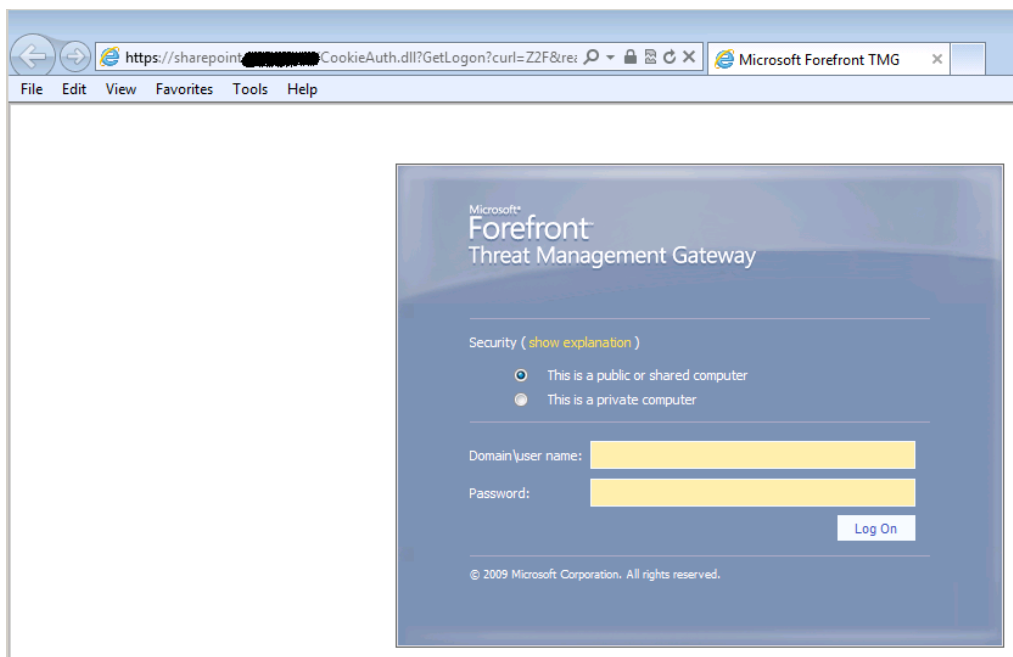 https://sharepoint. /CookieAuth.dll?GetLogon?curl=Z2F&rea
Microsoft Forefront TMG
File Edit View Favorites Tools Help
Microsoft®
Forefront™
Threat Management Gateway
Security ( show explanation )
This is a public or shared computer
This is a private computer
Domain\user name:
Password:
Log On
© 2009 Microsoft Corporation. All rights reserved.